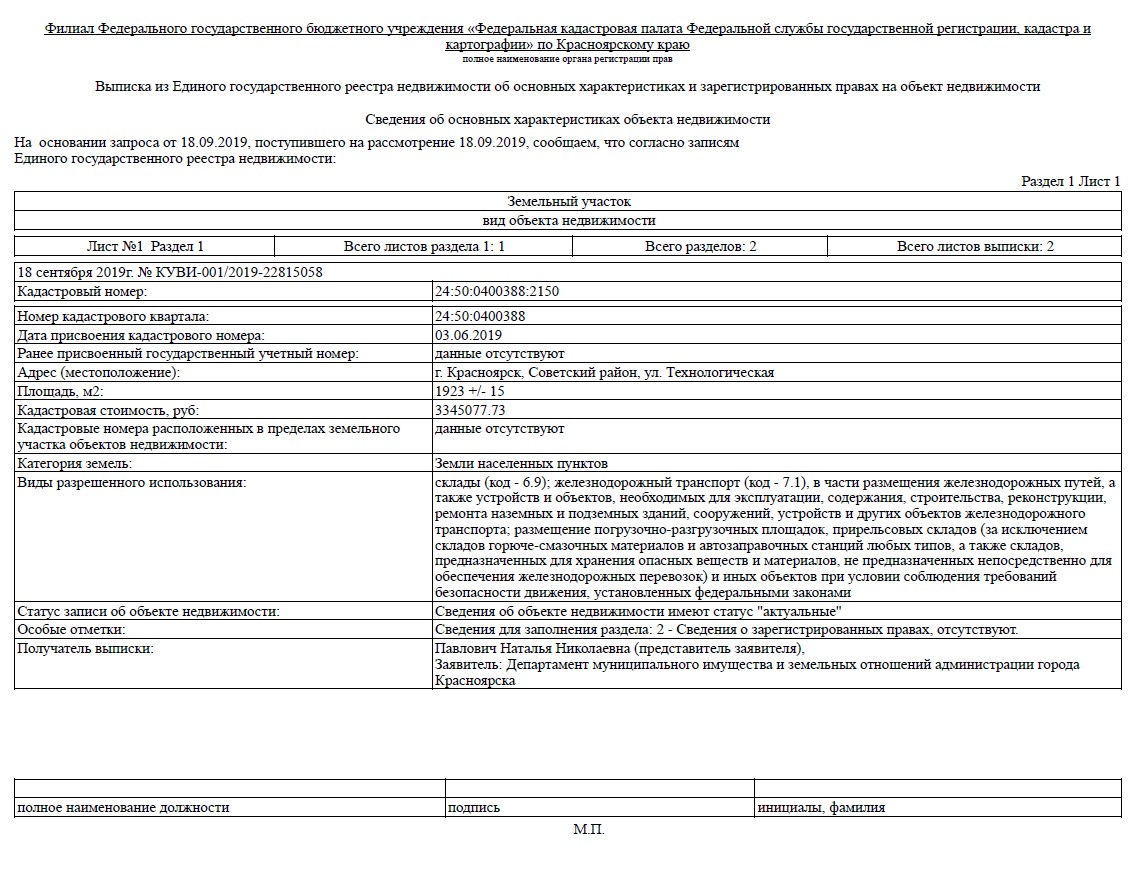 Филиал Федерального государственного бюджетного учреждения «Федеральная кадастровая палата Федеральной службы государственной регистрации, кадастра и
картографии» по Красноярскому краю
полное наименование органа регистрации прав
Выписка из Единого государственного реестра недвижимости об основных характеристиках и зарегистрированных правах на объект недвижимости
Сведения об основных характеристиках объекта недвижимости
На основании запроса от 18.09.2019, поступившего на рассмотрение 18.09.2019, сообщаем, что согласно записям
Единого государственного реестра недвижимости:
Раздел 1 Лист 1
Земельный участок
вид объекта недвижимости
Лист №1 Раздел 1 Всего листов раздела 1: 1 Всего разделов: 2 Всего листов выписки: 2
18 сентября 2019г. № КУВИ-001/2019-22815058
Кадастровый номер: 24:50:0400388:2150
Номер кадастрового квартала: 24:50:0400388
Дата присвоения кадастрового номера: 03.06.2019
Ранее присвоенный государственный учетный номер: данные отсутствуют
Адрес (местоположение): г. Красноярск, Советский район, ул. Технологическая
Площадь, м2: 1923 +/- 15
Кадастровая стоимость, руб: 3345077.73
Кадастровые номера расположенных в пределах земельного данные отсутствуют
участка объектов недвижимости:
Категория земель: Земли населенных пунктов
Виды разрешенного использования: склады (код - 6.9); железнодорожный транспорт (код - 7.1), в части размещения железнодорожных путей, а
также устройств и объектов, необходимых для эксплуатации, содержания, строительства, реконструкции,
ремонта наземных и подземных зданий, сооружений, устройств и других объектов железнодорожного
транспорта; размещение погрузочно-разгрузочных площадок, прирельсовых складов (за исключением
складов горюче-смазочных материалов и автозаправочных станций любых типов, а также складов,
предназначенных для хранения опасных веществ и материалов, не предназначенных непосредственно для
обеспечения железнодорожных перевозок) и иных объектов при условии соблюдения требований
безопасности движения, установленных федеральными законами
Статус записи об объекте недвижимости: Сведения об объекте недвижимости имеют статус "актуальные"
Особые отметки: Сведения для заполнения раздела: 2 - Сведения о зарегистрированных правах, отсутствуют.
Получатель выписки: Павлович Наталья Николаевна (представитель заявителя),
Заявитель: Департамент муниципального имущества и земельных отношений администрации города
Красноярска
полное наименование должности подпись инициалы, фамилия
М.П.